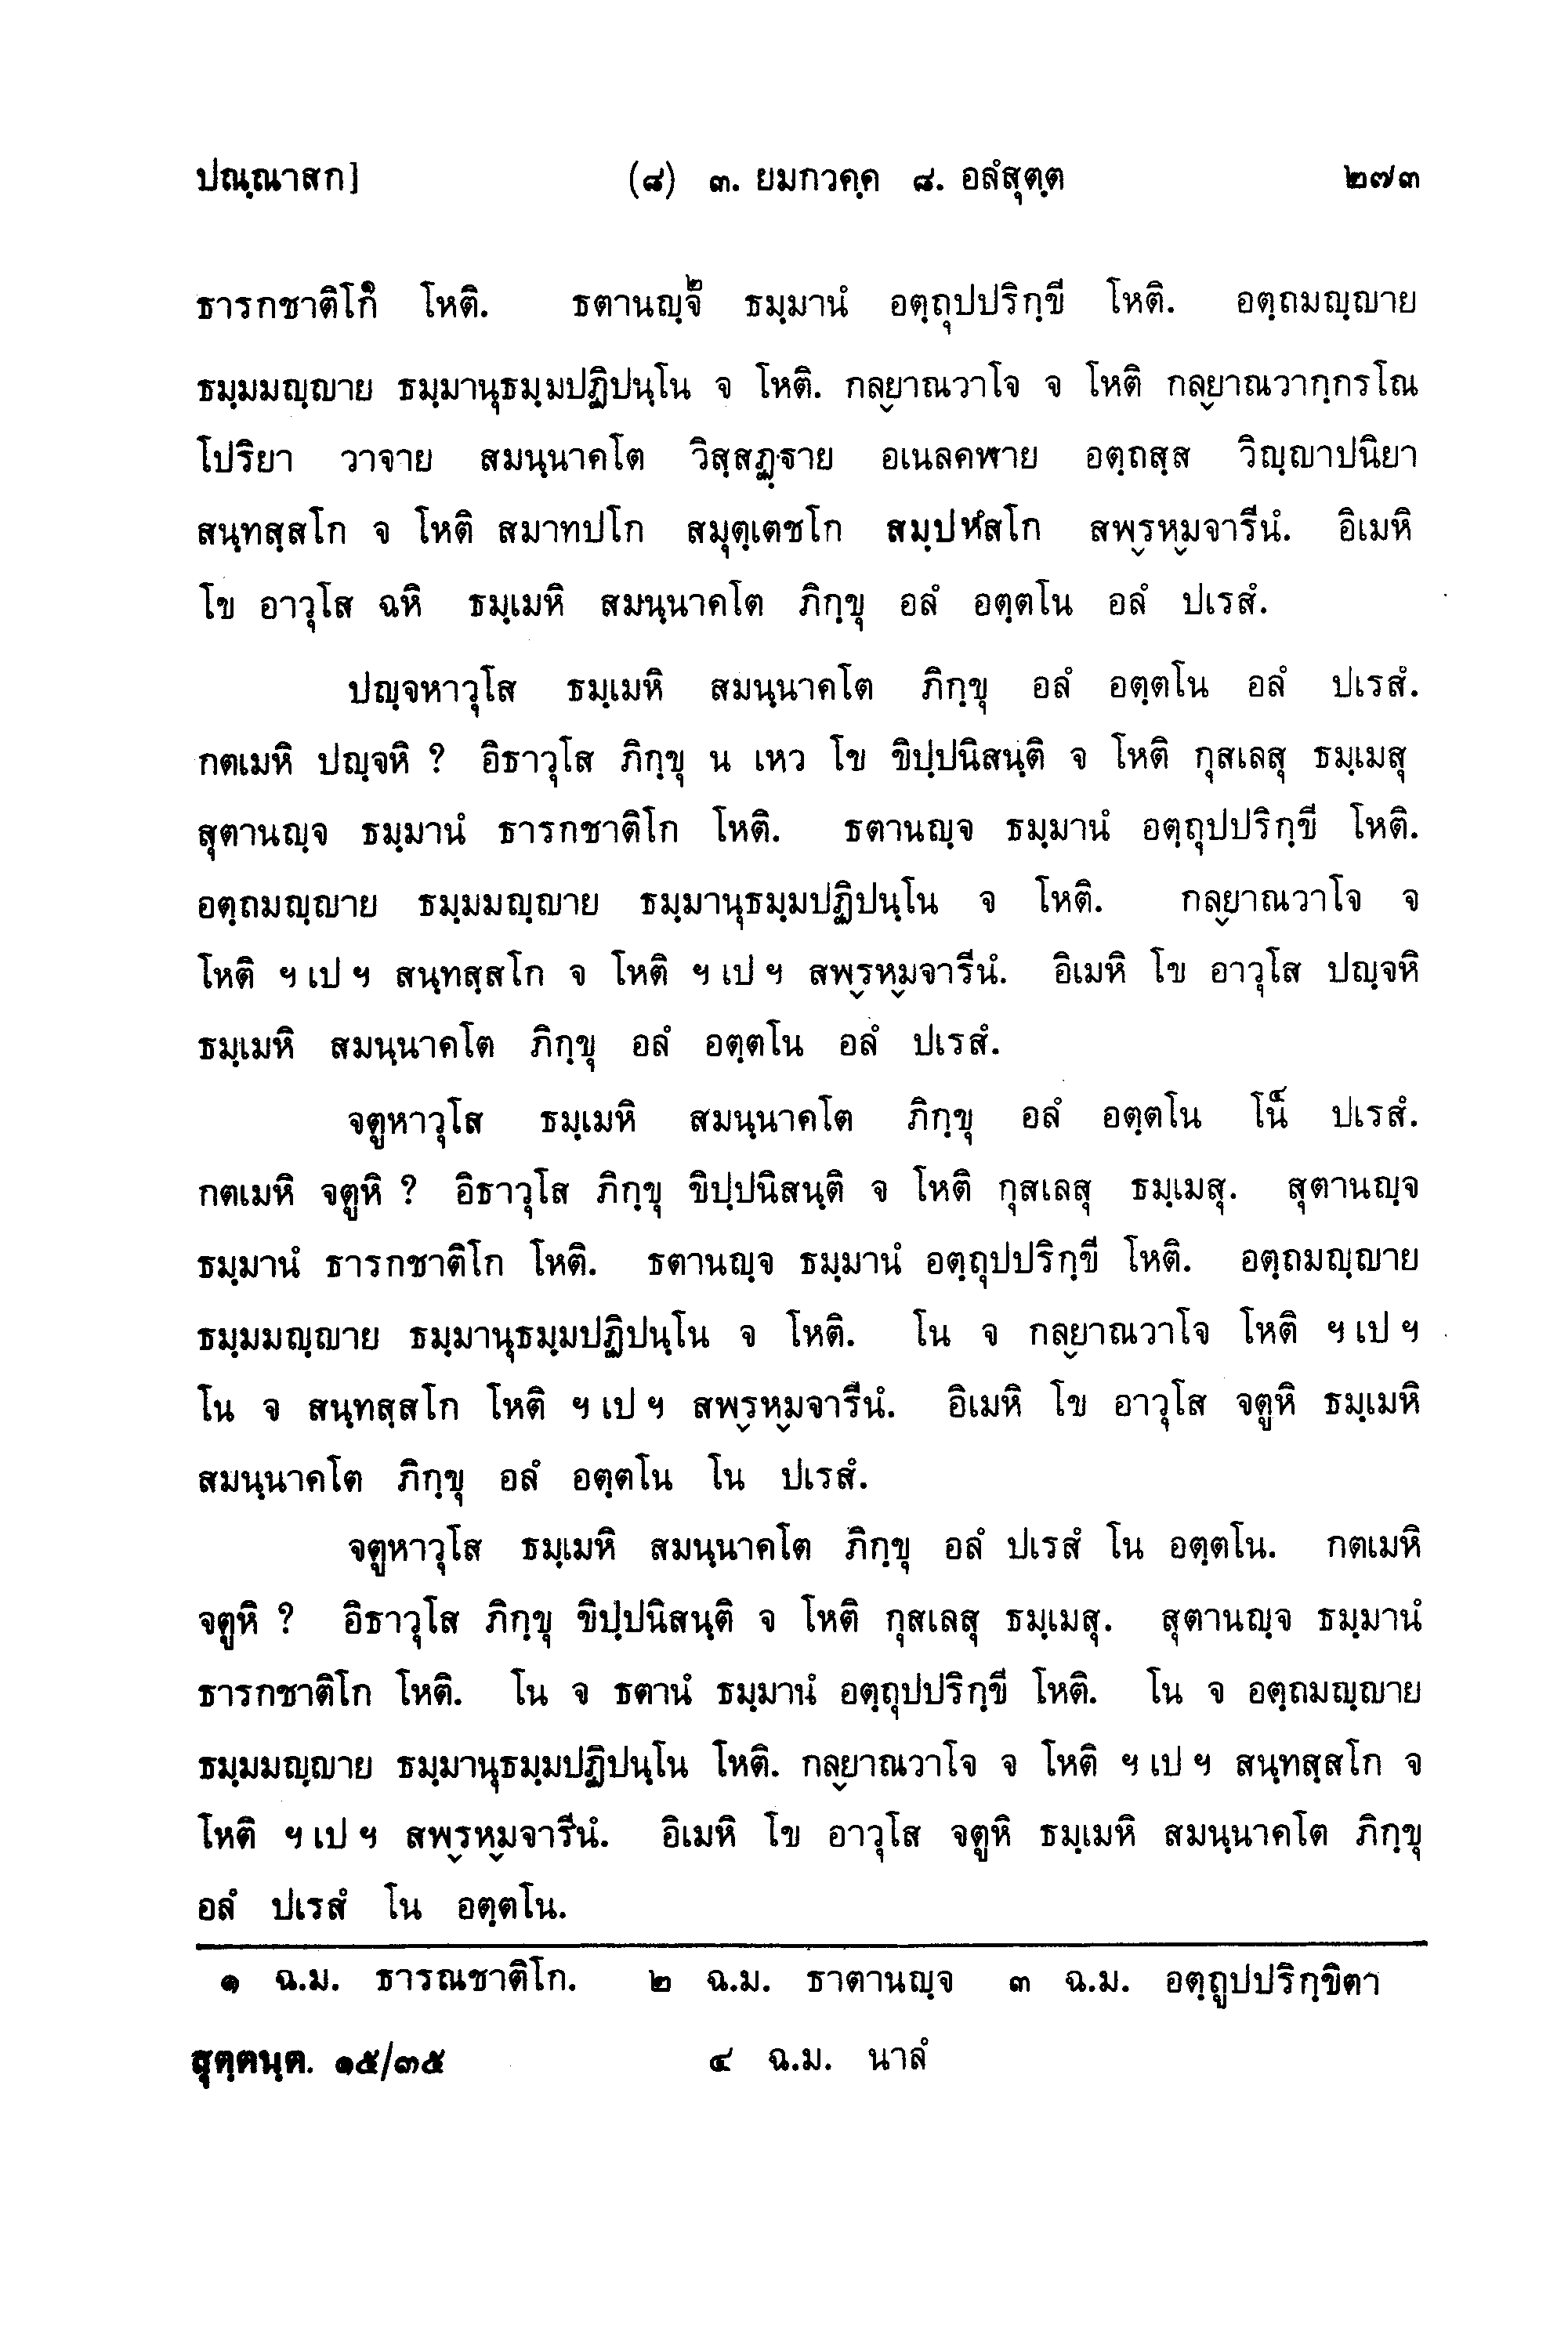 ปณฺณาสก]	(๘) ๓. ยมกวคฺค ๘. อลํสุตฺต	๒๗๓
ธารกชาติโก๑ โหติ. ธตานญฺจ๒ ธมฺมานํ อตฺถุปปริกฺขี โหติ. อตฺถมญฺญาย
ธมฺมมญฺญาย ธมฺมานุธมฺมปฏิปนฺโน จ โหติ. กลฺยาณวาโจ จ โหติ กลฺยาณวากฺกรโณ
โปริยา วาจาย สมนฺนาคโต วิสฺสฏฺฐาย อเนลคฬาย อตฺถสฺส วิญฺญาปนิยา
สนฺทสฺสโก จ โหติ สมาทปโก สมุตฺเตชโก สมฺปหํสโก สพฺรหฺมจารีนํ. อิเมหิ
โข อาวุโส ฉหิ ธมฺเมหิ สมนฺนาคโต ภิกฺขุ อลํ อตฺตโน อลํ ปเรสํ.
ปญฺจหาวุโส ธมฺเมหิ สมนฺนาคโต ภิกฺขุ อลํ อตฺตโน อลํ ปเรสํ.
กตเมหิ ปญฺจหิ ? อิธาวุโส ภิกฺขุ น เหว โข ขิปฺปนิสนฺติ จ โหติ กุสเลสุ ธมฺเมสุ
สุตานญฺจ ธมฺมานํ ธารกชาติโก โหติ. ธตานญฺจ ธมฺมานํ อตฺถุปปริกฺขี โหติ.
อตฺถมญฺญาย ธมฺมมญฺญาย ธมฺมานุธมฺมปฏิปนฺโน จ โหติ. กลฺยาณวาโจ จ
โหติ ฯ เป ฯ สนฺทสฺสโก จ โหติ ฯ เป ฯ สพฺรหฺมจารีนํ. อิเมหิ โข อาวุโส ปญฺจหิ
ธมฺเมหิ สมนฺนาคโต ภิกฺขุ อลํ อตฺตโน อลํ ปเรสํ.
จตูหาวุโส ธมฺเมหิ สมนฺนาคโต ภิกฺขุ อลํ อตฺตโน โน๔ ปเรสํ.
กตเมหิ จตูหิ ? อิธาวุโส ภิกฺขุ ขิปฺปนิสนฺติ จ โหติ กุสเลสุ ธมฺเมสุ. สุตานญฺจ
ธมฺมานํ ธารกชาติโก โหติ. ธตานญฺจ ธมฺมานํ อตฺถุปปริกฺขี โหติ. อตฺถมญฺญาย
ธมฺมมญฺญาย ธมฺมานุธมฺมปฏิปนฺโน จ โหติ. โน จ กลฺยาณวาโจ โหติ ฯ เป ฯ
โน จ สนฺทสฺสโก โหติ ฯ เป ฯ สพฺรหฺมจารีนํ. อิเมหิ โข อาวุโส จตูหิ ธมฺเมหิ
สมนฺนาคโต ภิกฺขุ อลํ อตฺตโน โน ปเรสํ.
จตูหาวุโส ธมฺเมหิ สมนฺนาคโต ภิกฺขุ อลํ ปเรสํ โน อตฺตโน. กตเมหิ
จตูหิ ? อิธาวุโส ภิกฺขุ ขิปฺปนิสนฺติ จ โหติ กุสเลสุ ธมฺเมสุ. สุตานญฺจ ธมฺมานํ
ธารกชาติโก โหติ. โน จ ธตานํ ธมฺมานํ อตฺถุปปริกฺขี โหติ. โน จ อตฺถมญฺญาย
ธมฺมมญฺญาย ธมฺมานุธมฺมปฏิปนฺโน โหติ. กลฺยาณวาโจ จ โหติ ฯ เป ฯ สนฺทสฺสโก จ
โหติ ฯ เป ฯ สพฺรหฺมจารีนํ. อิเมหิ โข อาวุโส จตูหิ ธมฺเมหิ สมนฺนาคโต ภิกฺขุ
อลํ ปเรสํ โน อตฺตโน.
๑ ฉ.ม. ธารณชาติโก. ๒ ฉ.ม. ธาตานญฺจ ๓ ฉ.ม. อตฺถูปปริกฺขิตา
สุตฺตนฺต. ๑๕/๓๕	๔ ฉ.ม. นาลํ